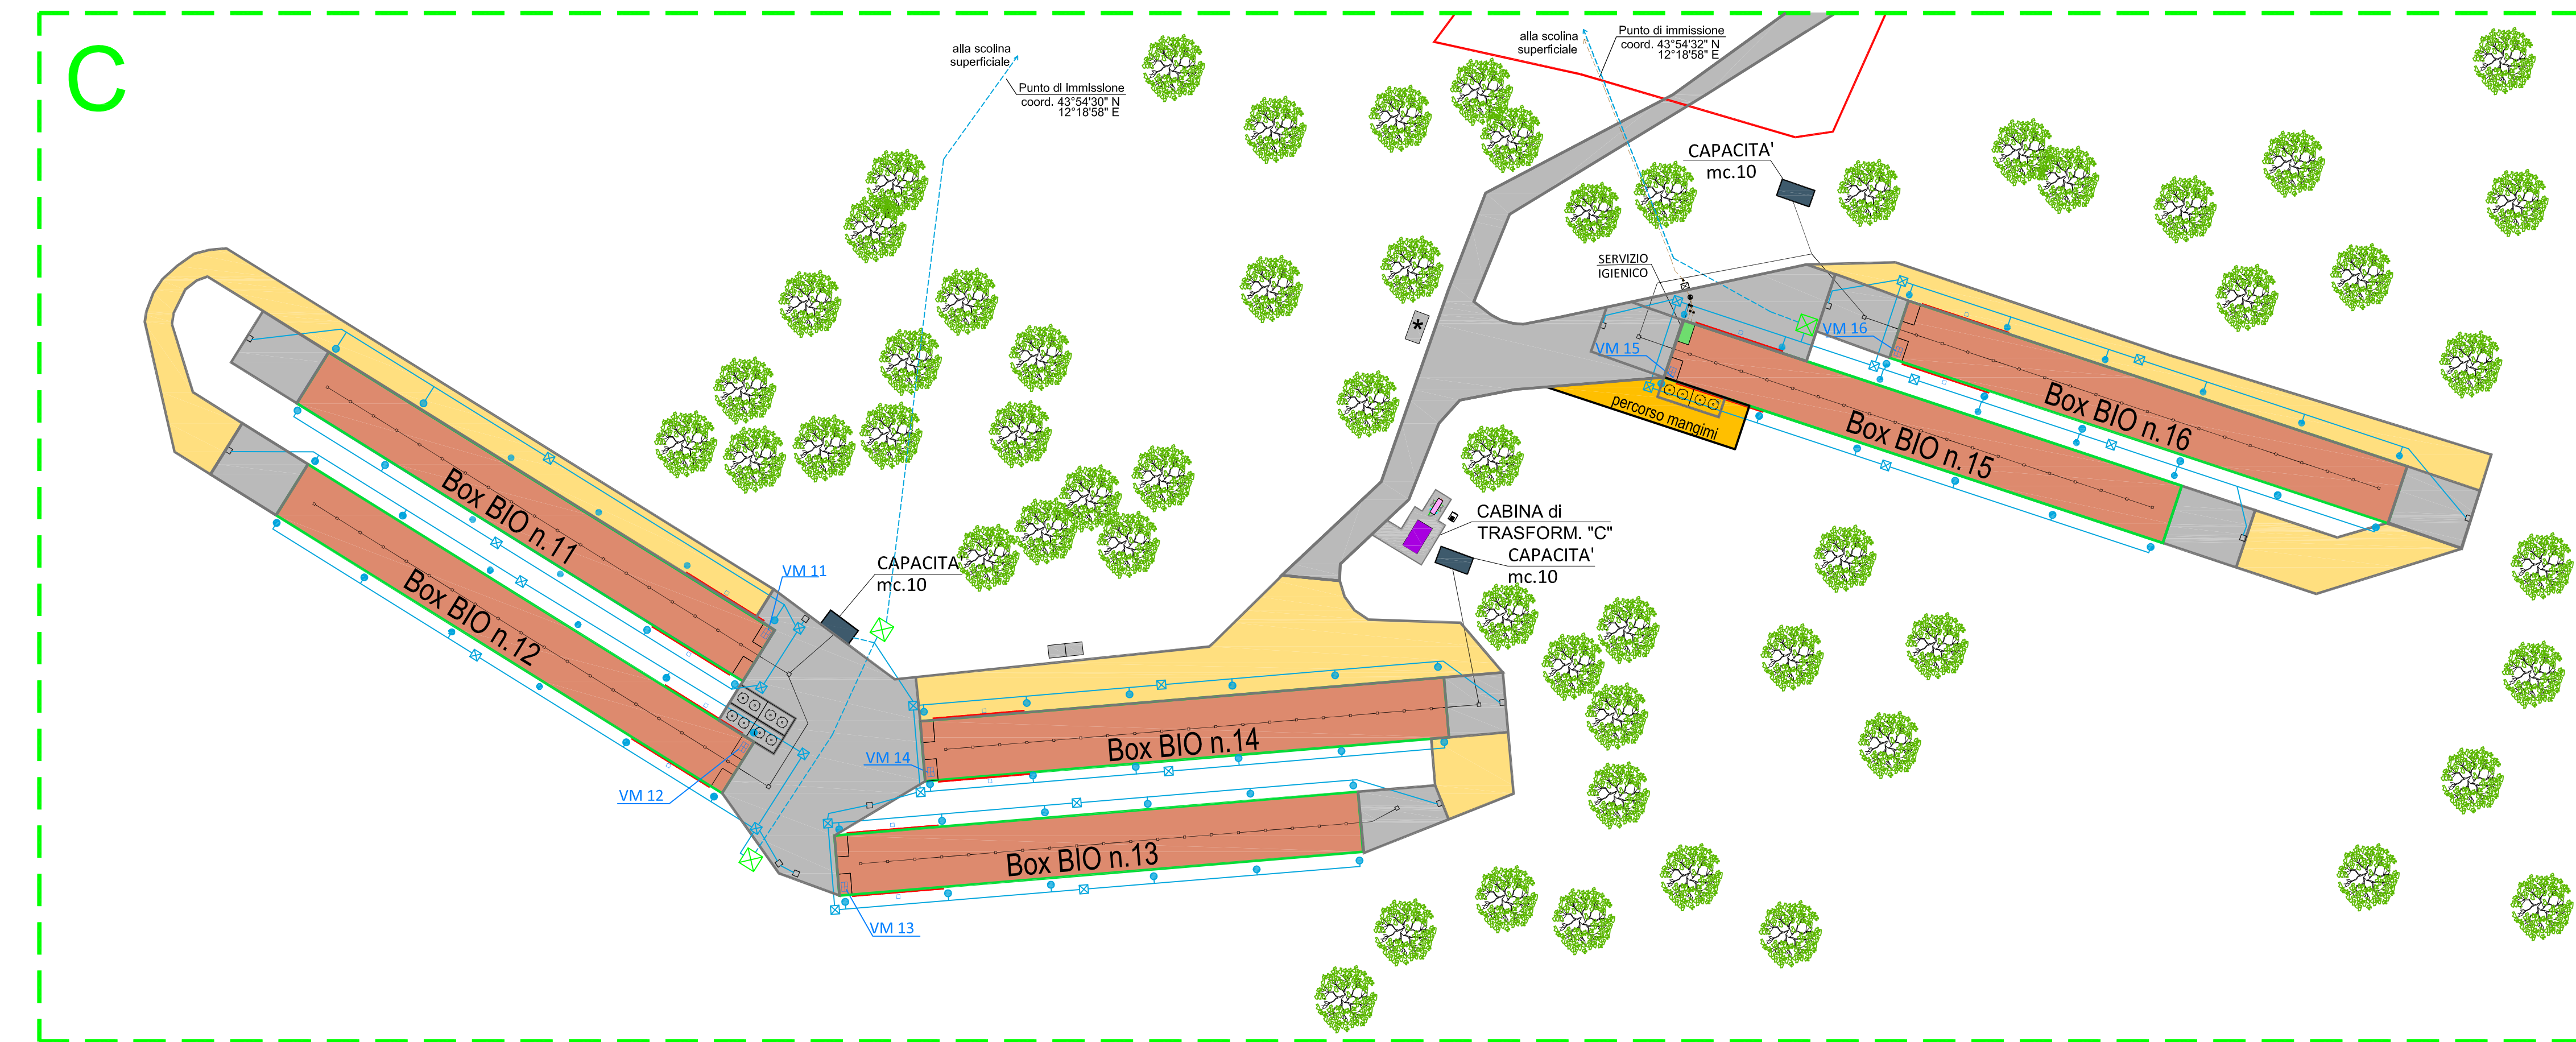 C
alla scolina
superficiale
Punto di immissione
coord. 43°54'30" N
12°18'58" E
alla scolina
superficiale
Punto di immissione
coord. 43°54'32" N
12°18'58" E
CAPACITA'
mc.10
SERVIZIO
IGIENICO
VM 16
VM 15
Box BIO n.16
Box BIO n.15
percorso mangimi
*
Box BIO n.11
Box BIO n.12
VM 11
CAPACITA'
mc.10
CABINA di
TRASFORM. "C"
CAPACITA'
mc.10
VM 14
Box BIO n.14
VM 12
Box BIO n.13
VM 13